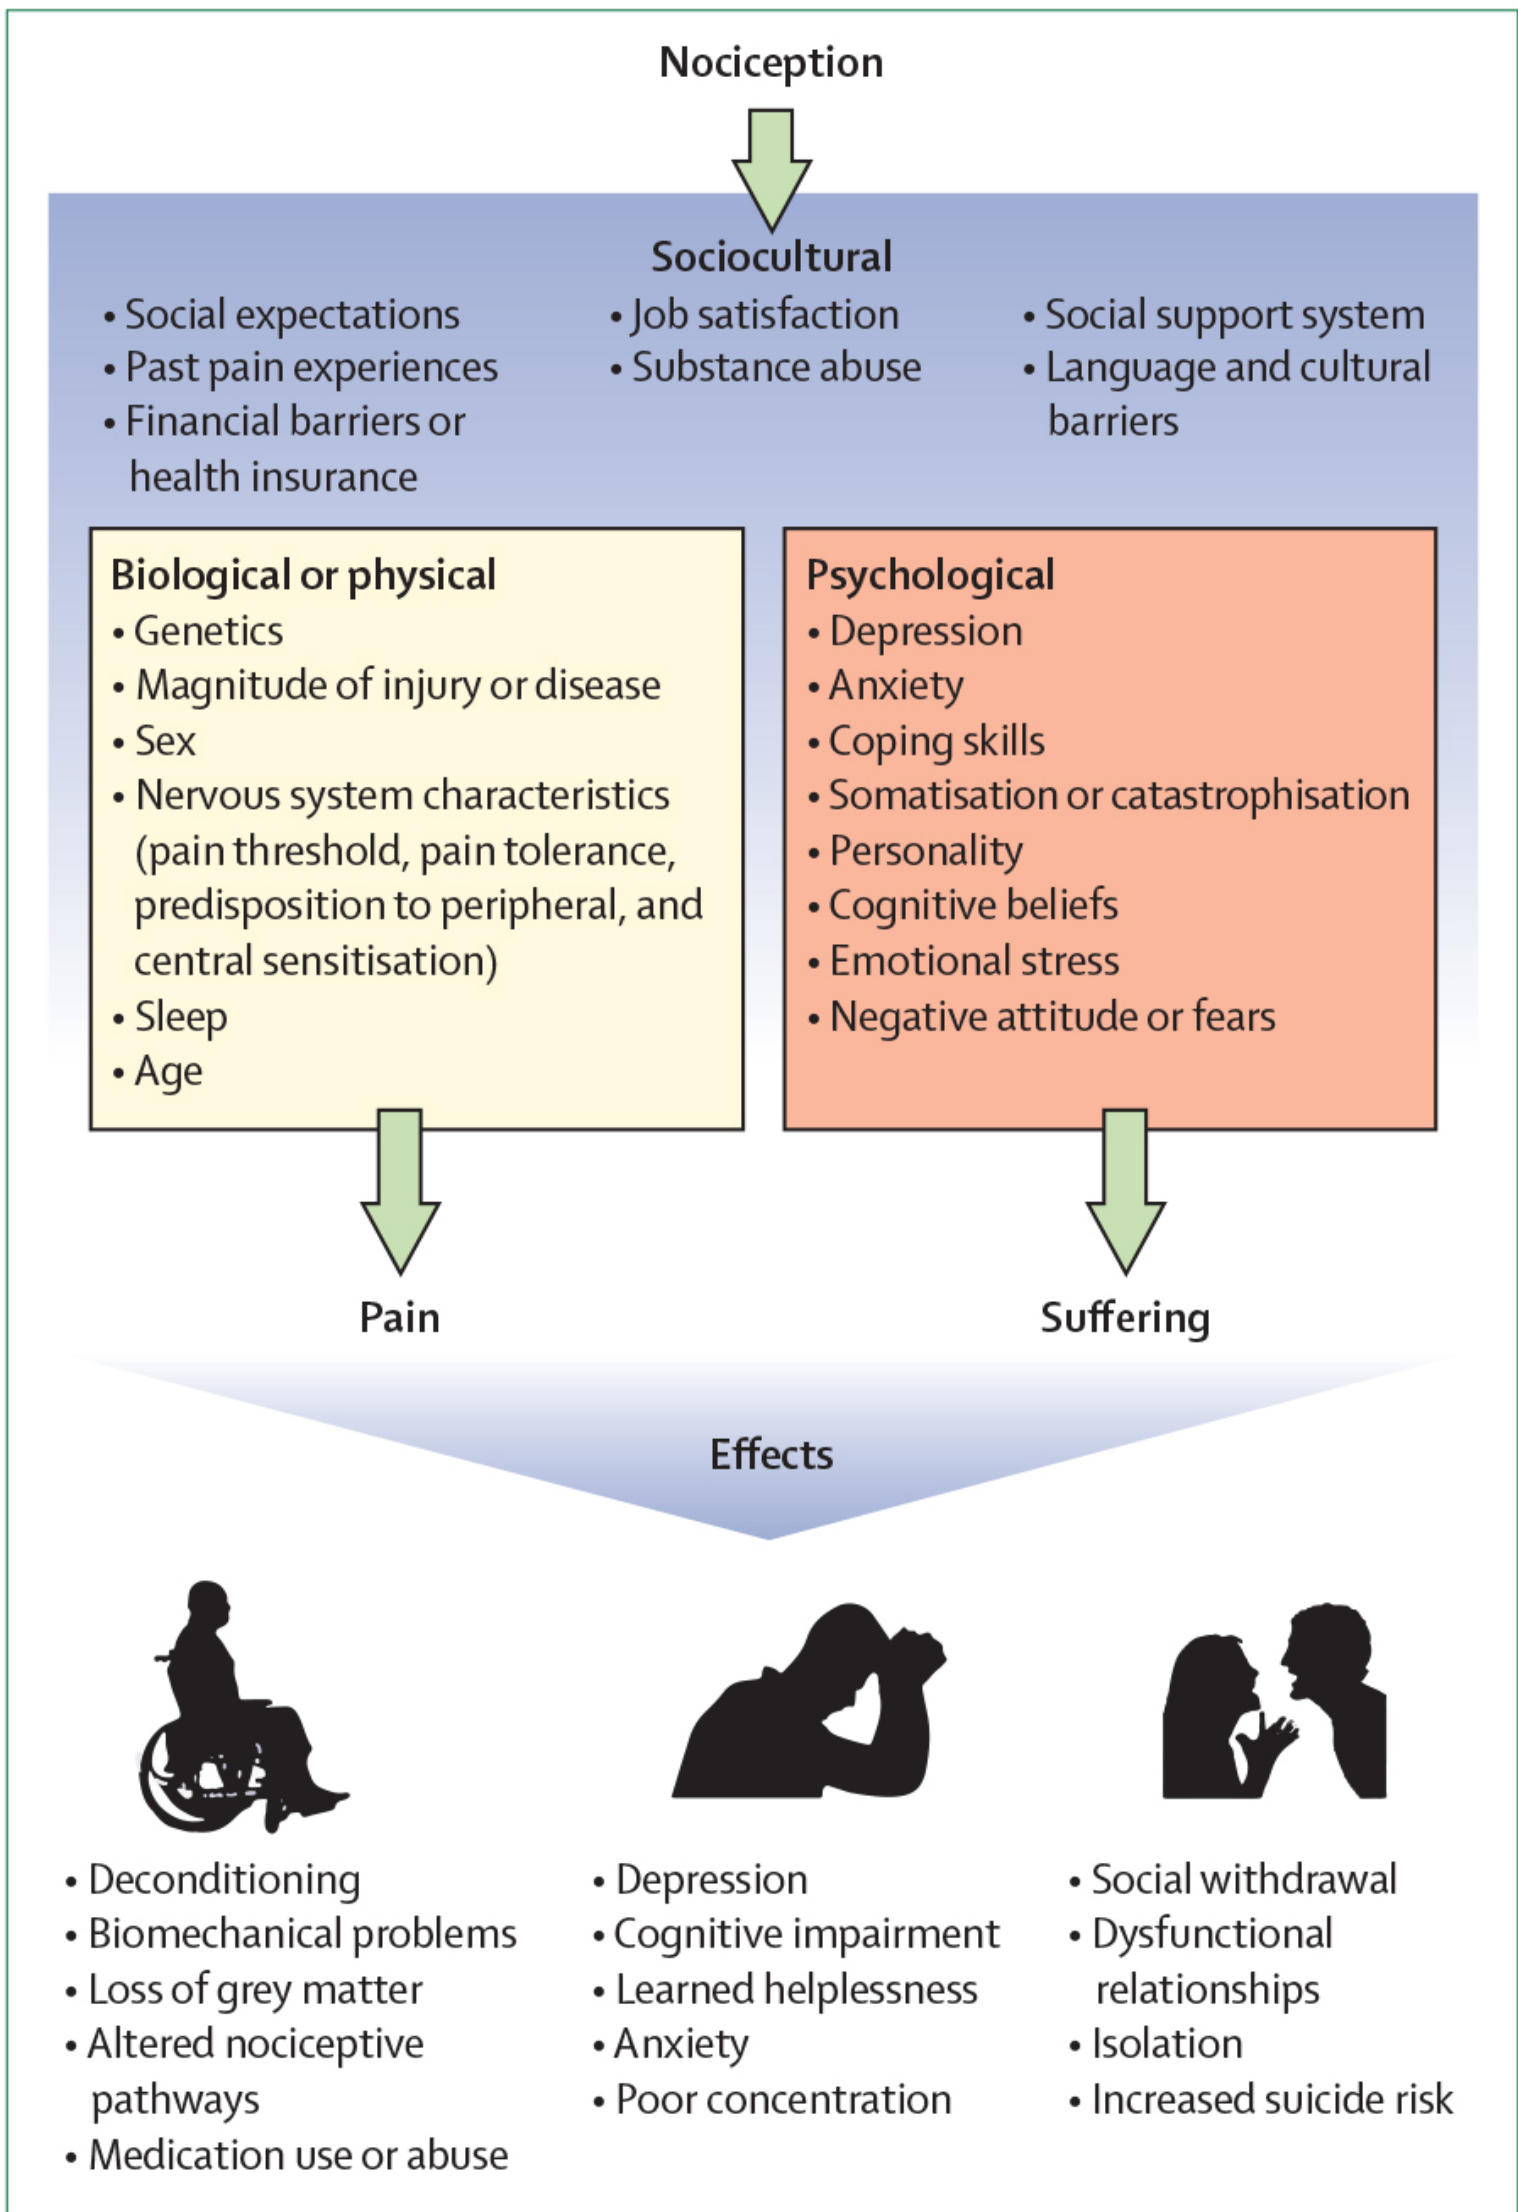 Nociception
Sociocultural
• Social expectations
• Past pain experiences
• Financial barriers or
health insurance
• Job satisfaction
• Substance abuse
• Social support system
• Language and cultural
barriers
Biological or physical
• Genetics
• Magnitude of injury or disease
• Sex
• Nervous system characteristics
(pain threshold, pain tolerance,
predisposition to peripheral, and
central sensitisation)
• Sleep
• Age
Psychological
• Depression
• Anxiety
• Coping skills
• Somatisation or catastrophisation
• Personality
• Cognitive beliefs
• Emotional stress
• Negative attitude or fears
Pain
Suffering
Effects
• Deconditioning
• Biomechanical problems
• Loss of grey matter
• Altered nociceptive
pathways
• Medication use or abuse
• Depression
• Cognitive impairment
• Learned helplessness
• Anxiety
• Poor concentration
• Social withdrawal
• Dysfunctional
relationships
• Isolation
• Increased suicide risk